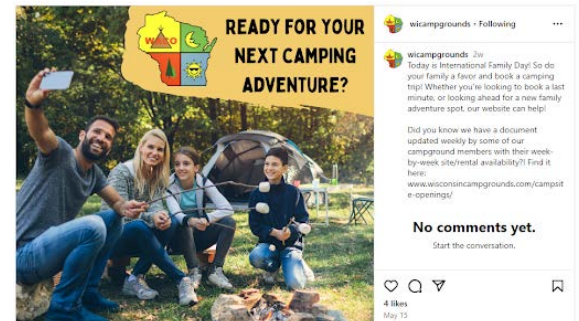 WACO
READY FOR YOUR
NEXT CAMPING
ADVENTURE?
wicampgrounds • Following
...
wicampgrounds 2w
Today is International Family Day! So do
your family a favor and book a camping
trip! Whether you're looking to book a last
minute, or looking ahead for a new family
adventure spot, our website can help!
Did you know we have a document
updated weekly by some of our
campground members with their week-
by-week site/rental availability?! Find it
here:
www.wisconsincampgrounds.com/campsit
e-openings/
No comments yet.
Start the conversation.
4 likes
May 15